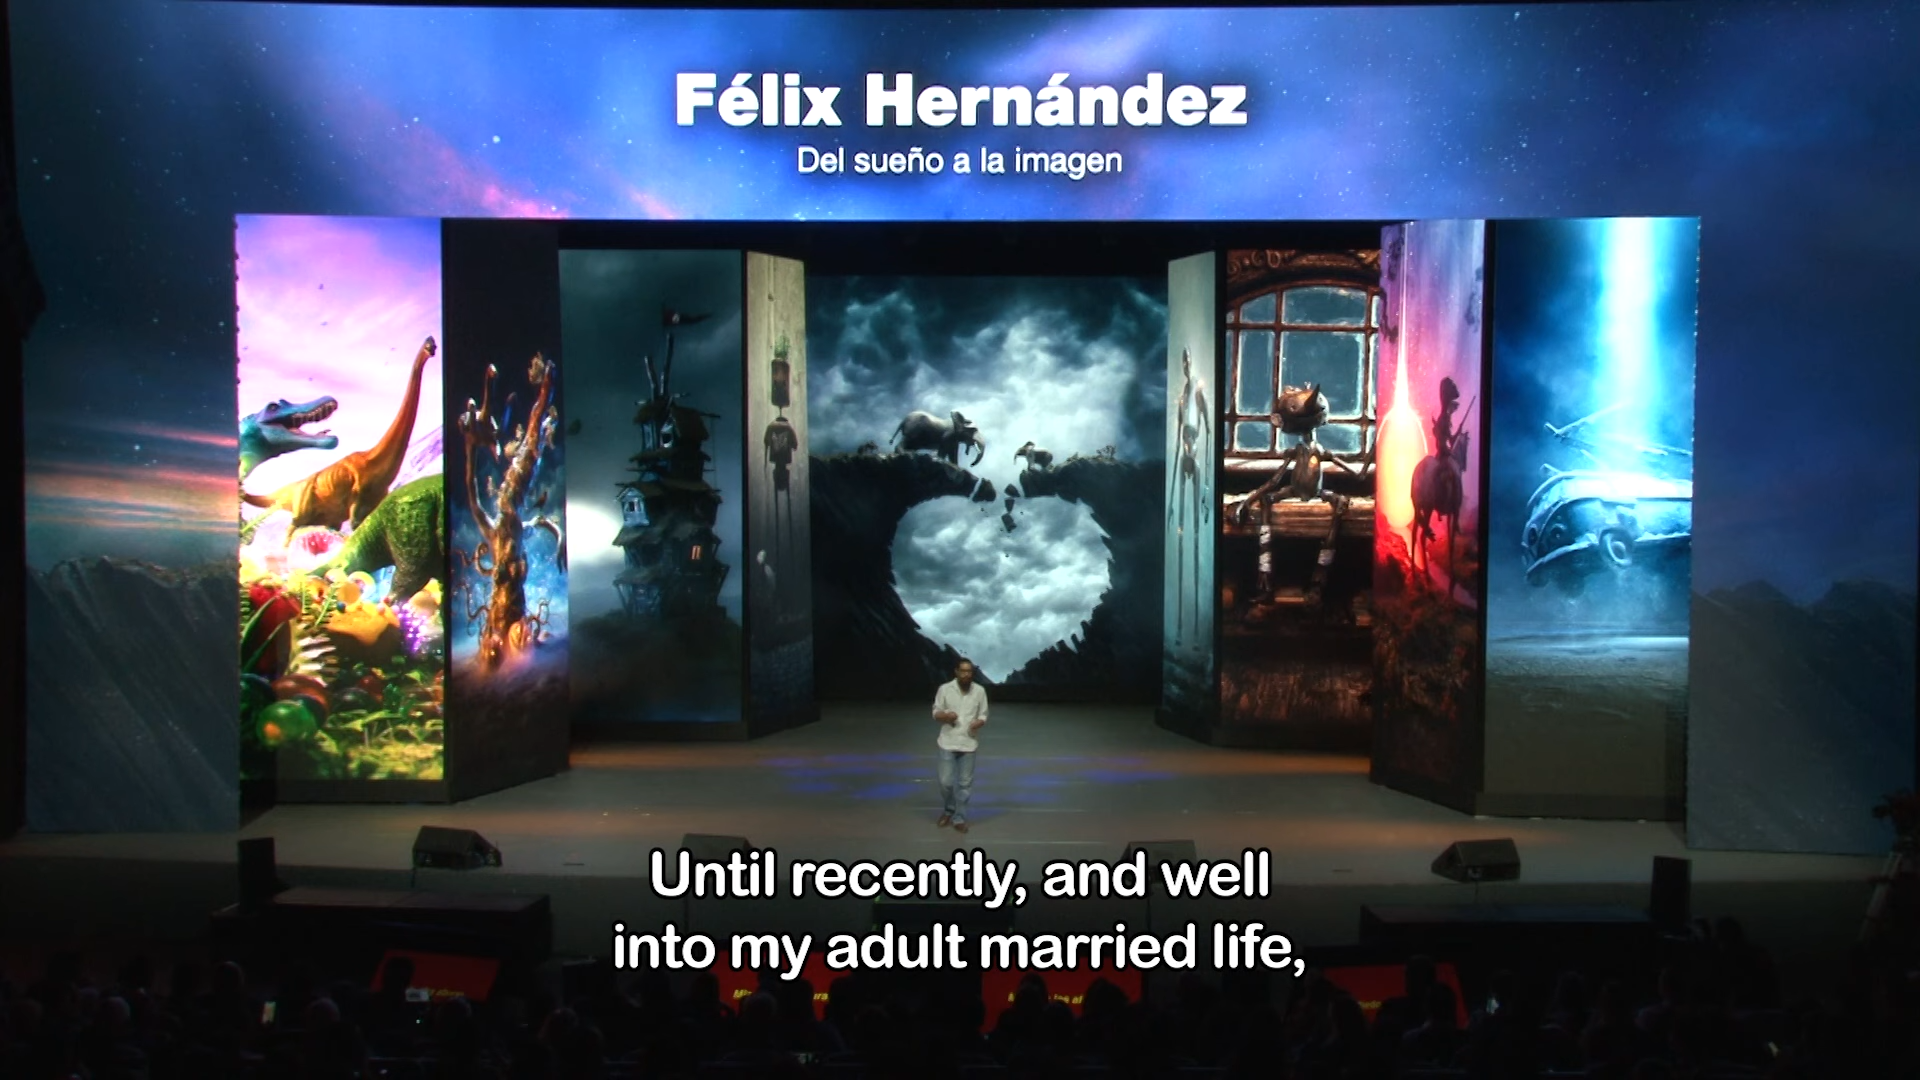 Félix Hernández
Del sueño a la imagen
Until recently, and well
into my adult married life,